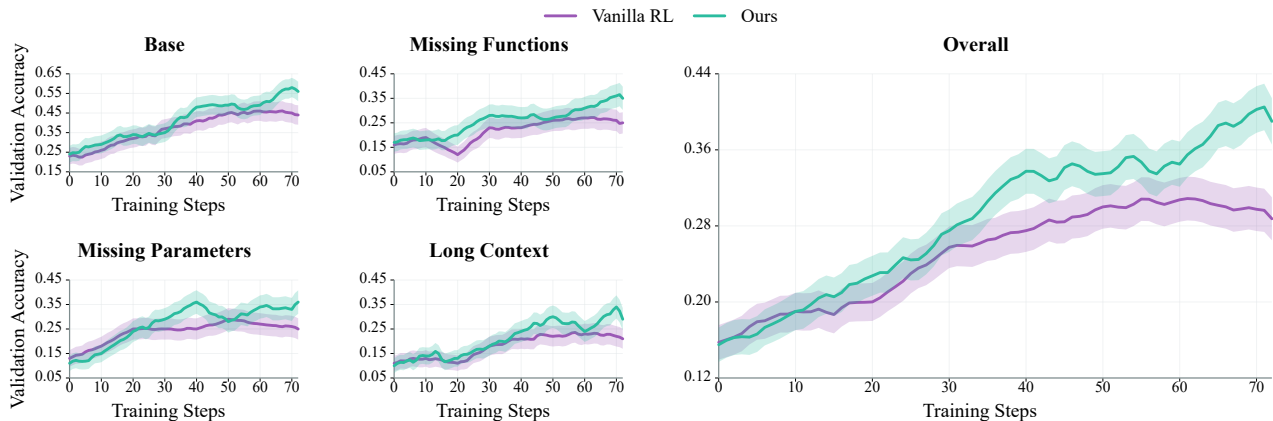 Vanilla RL Ours
Base
Validation Accuracy
0.65
0.55
0.45
0.35
0.25
0.15
0 10 20 30 40 50 60 70
Training Steps
Missing Functions
0.45
0.35
0.25
0.15
0.05
0 10 20 30 40 50 60 70
Training Steps
Missing Parameters
Validation Accuracy
0.45
0.35
0.25
0.15
0.05
0 10 20 30 40 50 60 70
Training Steps
Long Context
0.45
0.35
0.25
0.15
0.05
0 10 20 30 40 50 60 70
Training Steps
Overall
0.44
0.36
0.28
0.20
0.12
0 10 20 30 40 50 60 70
Training Steps